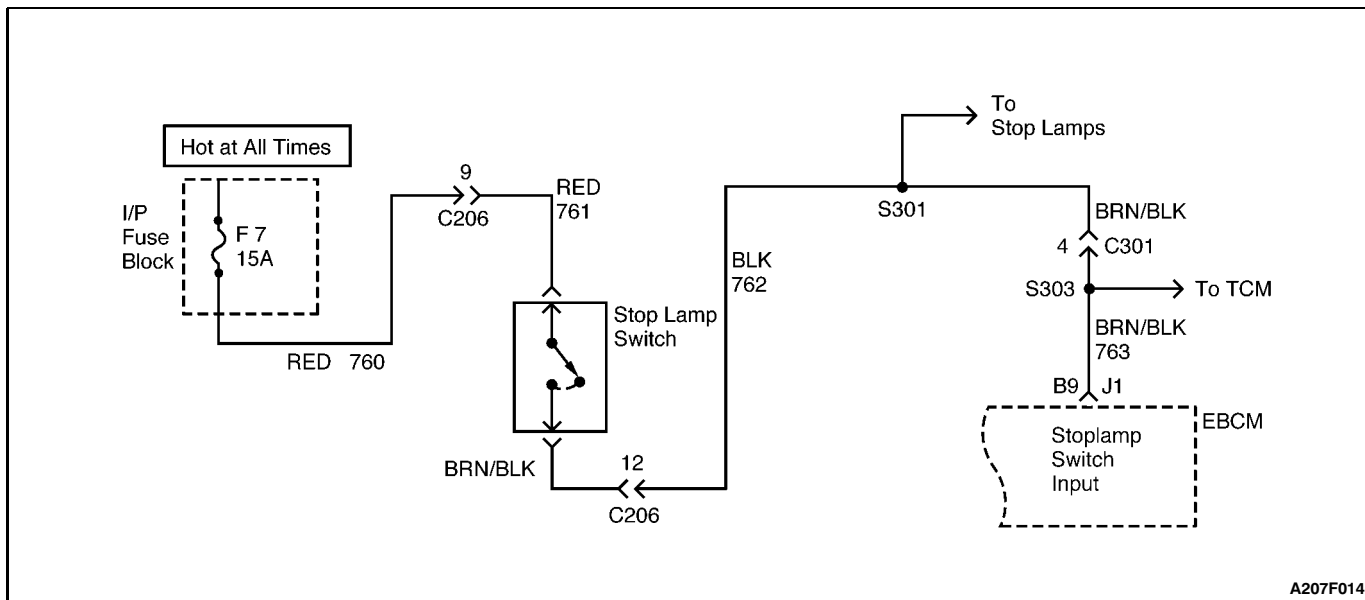 Hot at All Times
I/P
Fuse
Block
F 7
15A
RED 760
9
C206
RED
761
Stop Lamp
Switch
BRN/BLK
12
C206
BLK
762
To
Stop Lamps
S301
BRN/BLK
4 C301
S303
To TCM
BRN/BLK
763
B9 J1
EBCM
Stoplamp
Switch
Input
A207F014